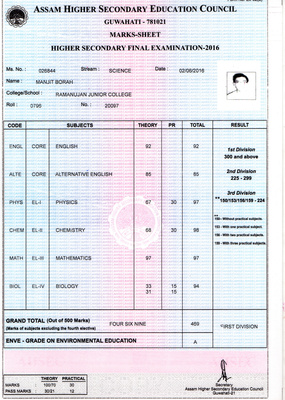 ASSAM HIGHER SECONDARY EDUCATION COUNCIL
GUWAHATI - 781021
MARKS-SHEET
HIGHER SECONDARY FINAL EXAMINATION-2016
Ms. No : 026844 Stream : SCIENCE Date : 02/06/2016
Name : MANJIT BORAH
College/School : RAMANUJAN JUNIOR COLLEGE
Roll : 0796 No : 20097
CODE SUBJECTS THEORY PR TOTAL RESULT
ENGL CORE ENGLISH 92 92 1st Division
300 and above
ALTE CORE ALTERNATIVE ENGLISH 85 85 2nd Division
225 - 299
3rd Division
PHYS EL-I PHYSICS 67 30 97 **150/153/156/159 - 224
150 - Without practical subjects.
CHEM EL-II CHEMISTRY 68 30 98 153 - With one practical subject.
156 - With two practical subjects.
159 - With three practical subjects.
MATH EL-III MATHEMATICS 97 97
BIOL EL-IV BIOLOGY 33 15 94
31 15
GRAND TOTAL (Out of 500 Marks) FOUR SIX NINE 469 *IRST DIVISION
(Marks of subjects excluding the fourth elective)
ENVE - GRADE ON ENVIRONMENTAL EDUCATION A
THEORY PRACTICAL
MARKS 100/70 30
PASS MARKS 30/21 12
Secretary
Assam Higher Secondary Education Council
Guwahati-21